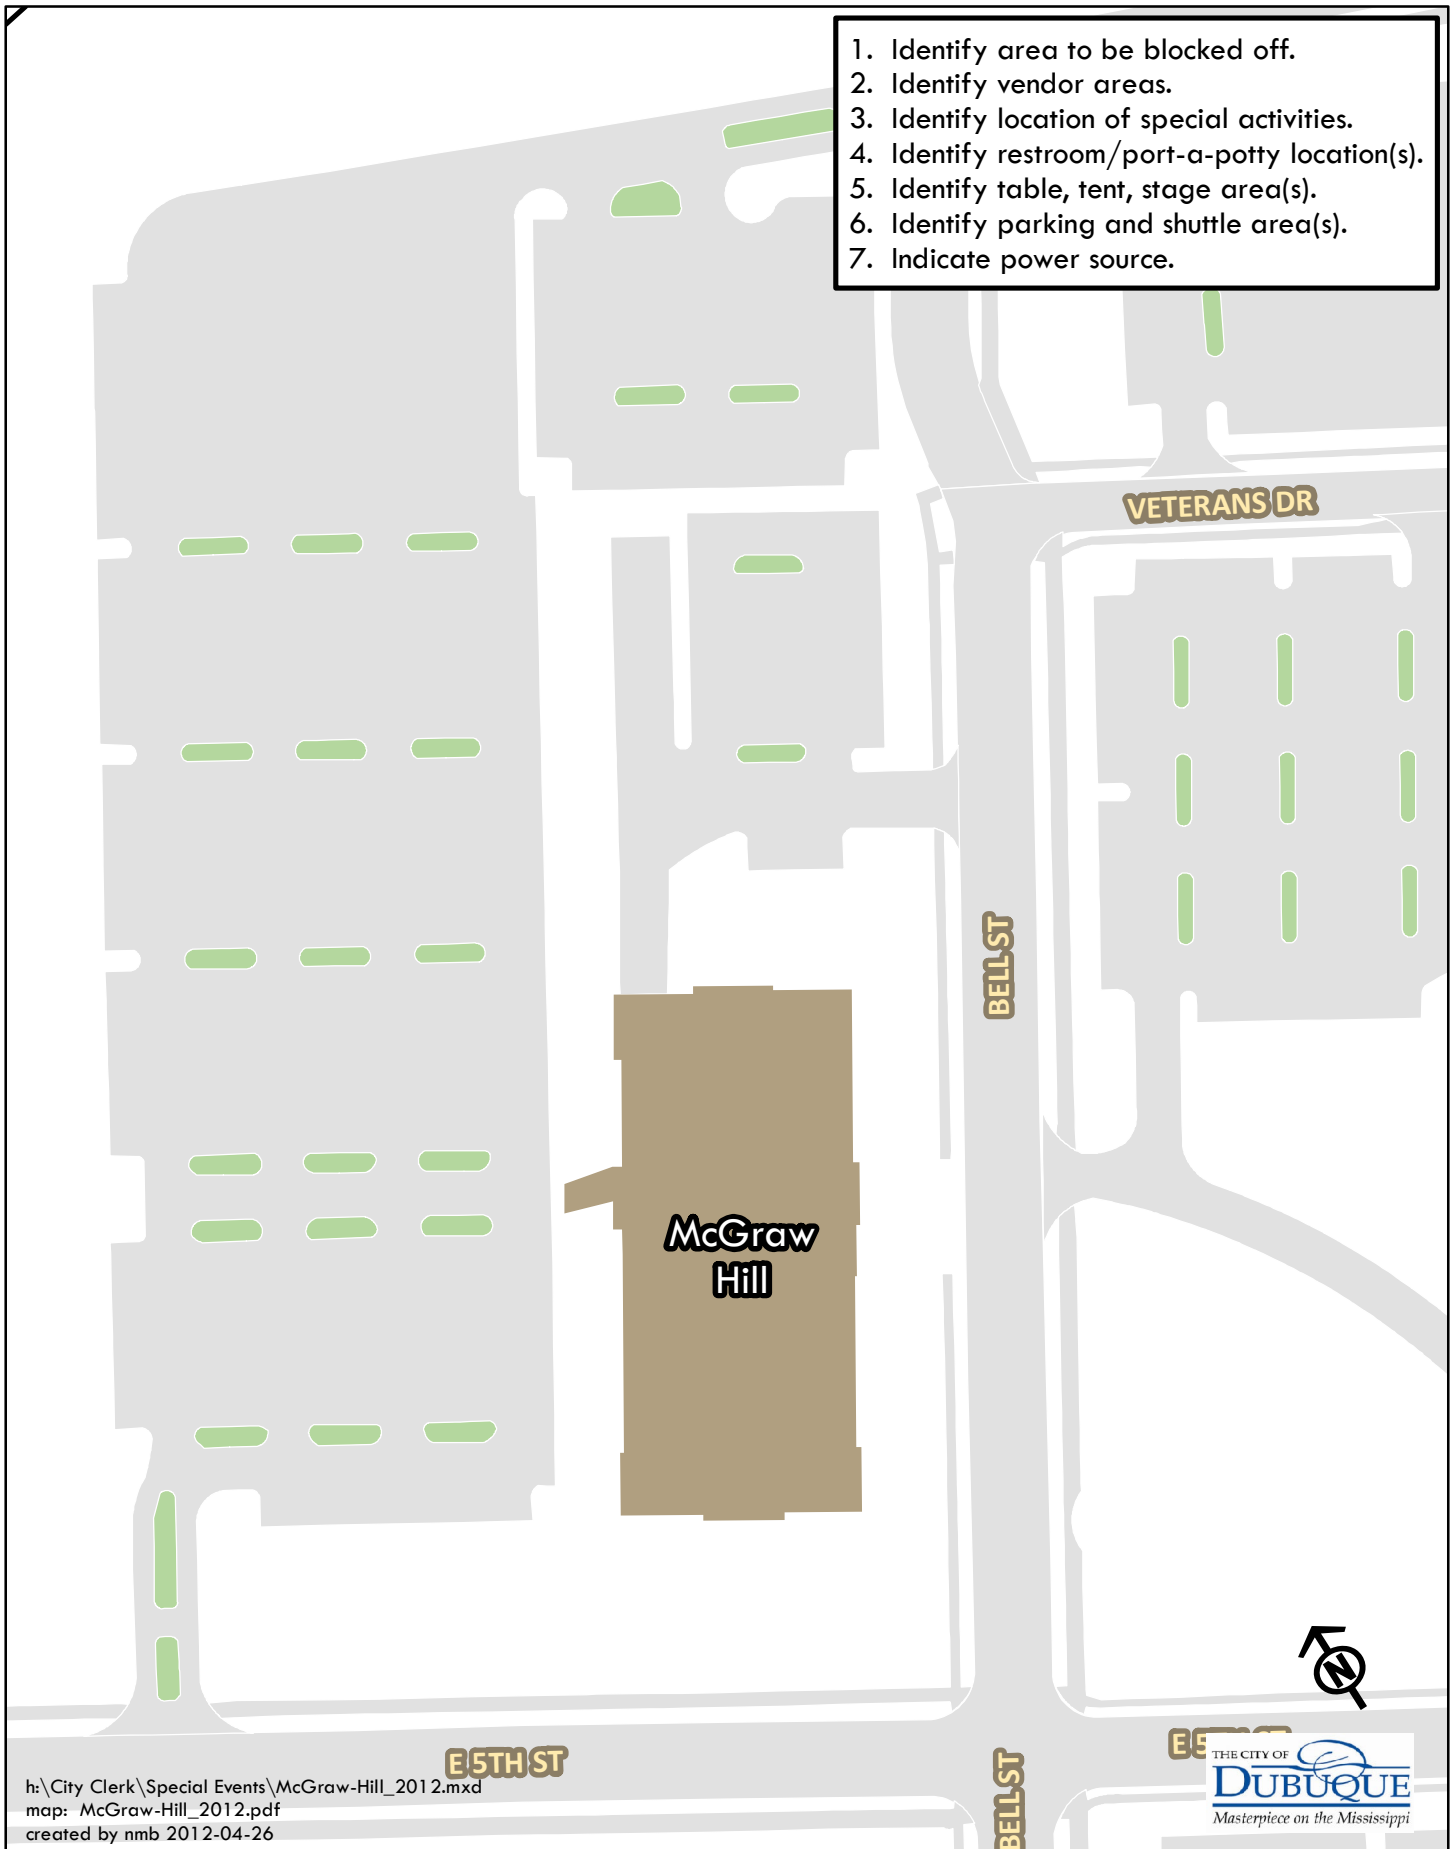 1. Identify area to be blocked off.
2. Identify vendor areas.
3. Identify location of special activities.
4. Identify restroom/port-a-potty location(s).
5. Identify table, tent, stage area(s).
6. Identify parking and shuttle area(s).
7. Indicate power source.
VETERANS DR
BELL ST
McGraw
Hill
N
E 5TH ST
E 5
BELL ST
THE CITY OF
DUBUQUE
Masterpiece on the Mississippi
h:\City Clerk\Special Events\McGraw-Hill_2012.mxd
map: McGraw-Hill_2012.pdf
created by nmb 2012-04-26